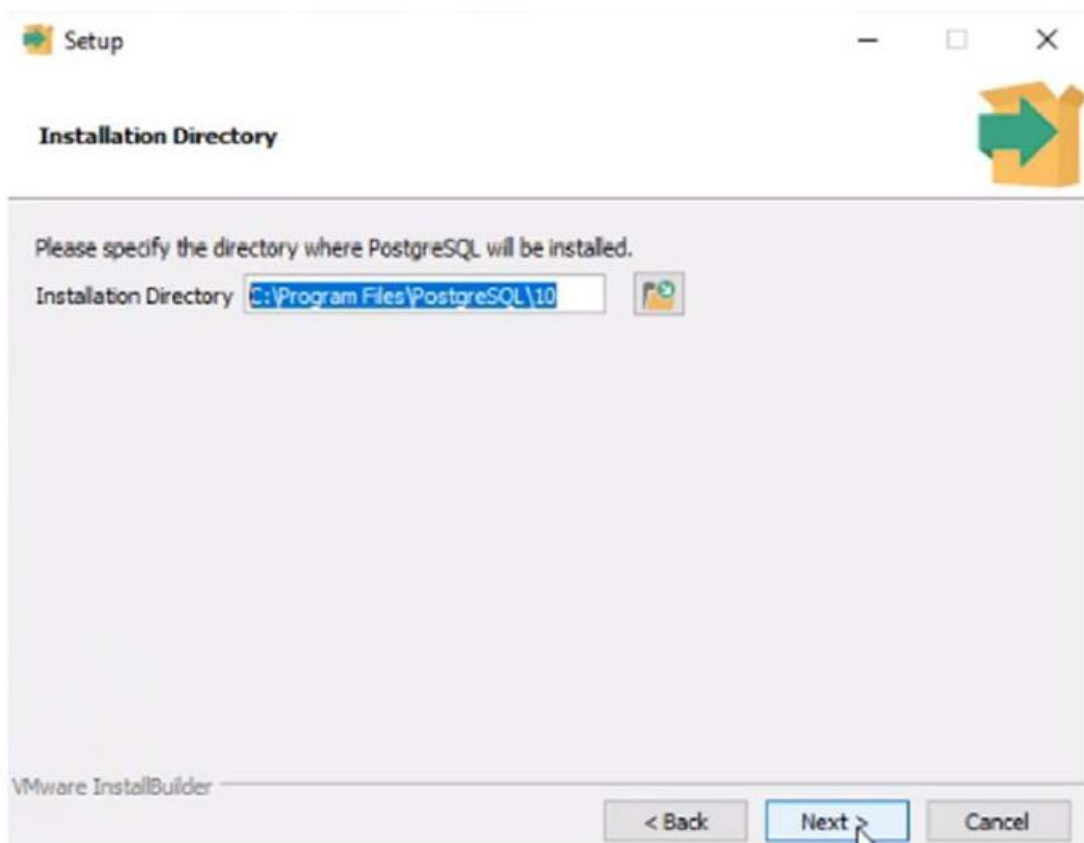 Setup
Installation Directory
Please specify the directory where PostgreSQL will be installed.
Installation Directory C:\Program Files\PostgreSQL\10
VMware InstallBuilder
< Back Next > Cancel